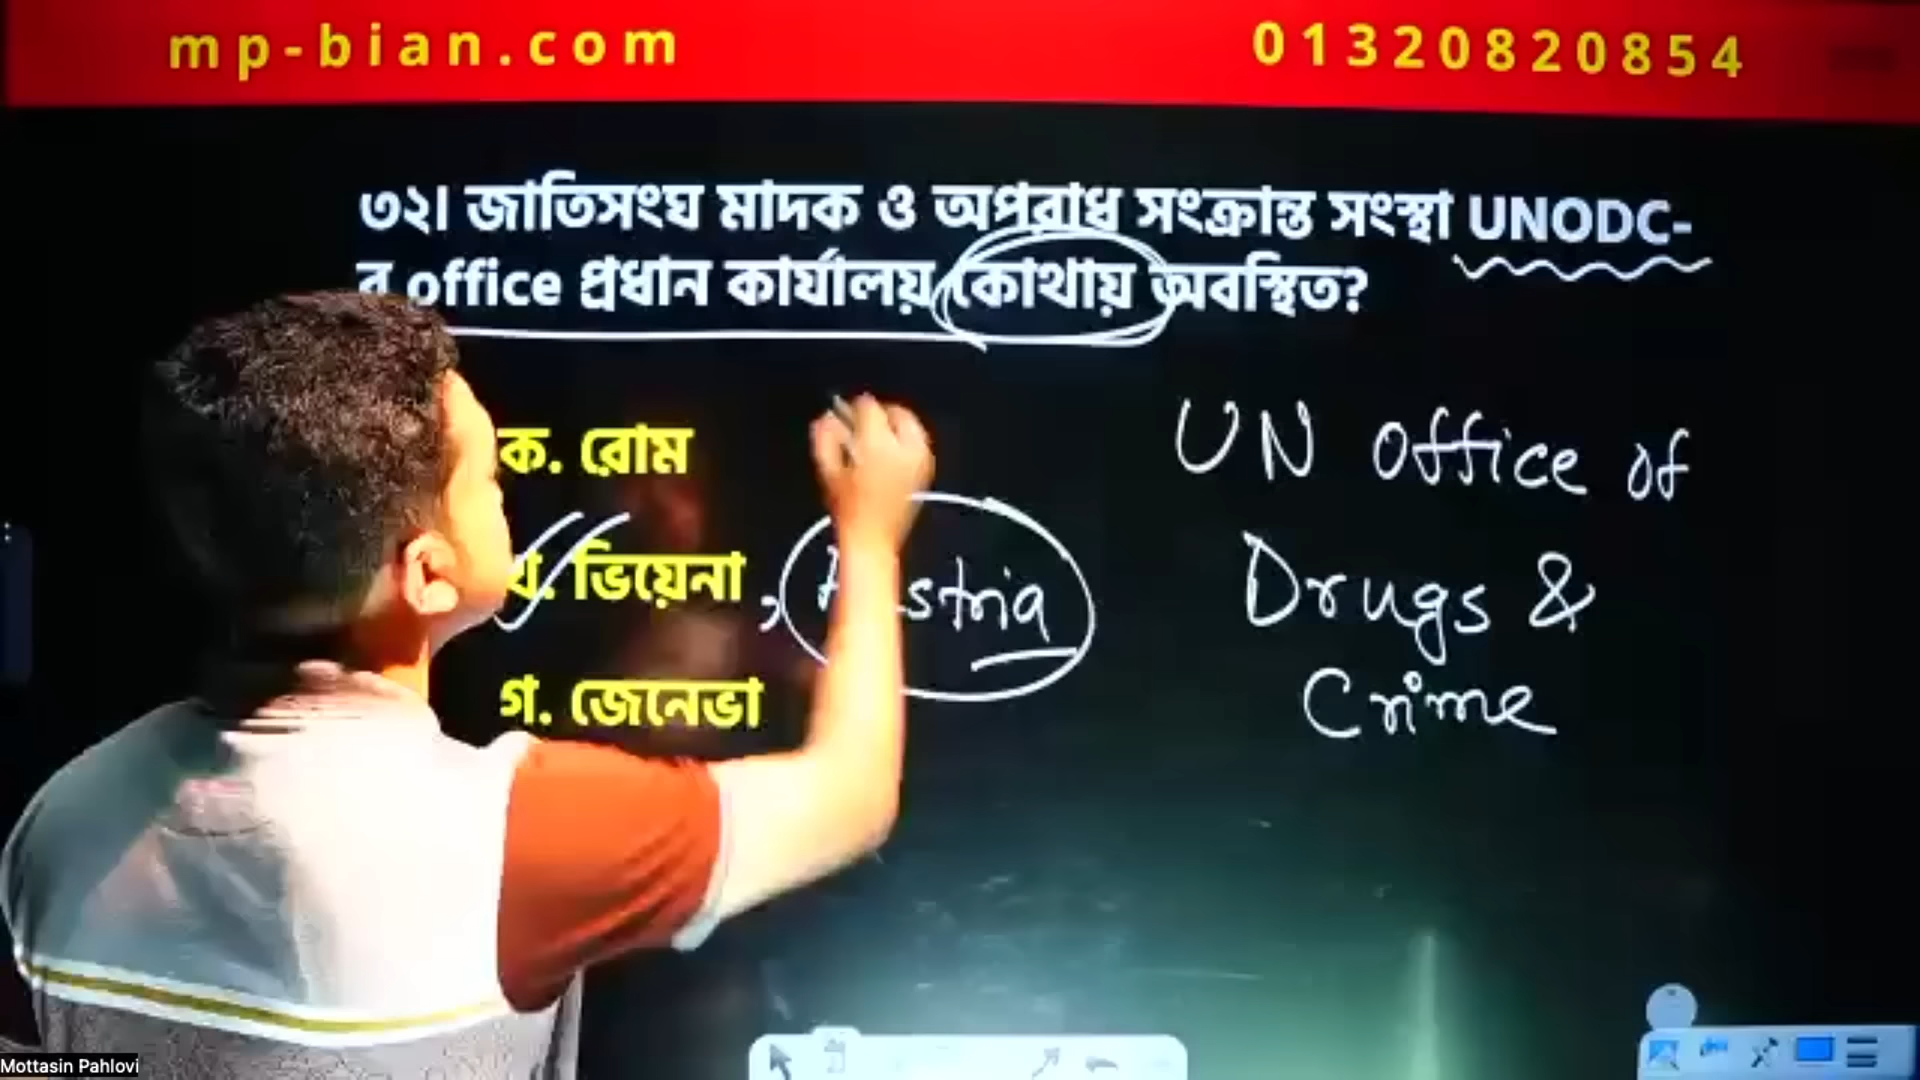 mp-bian.com 01320820854
৩২। জাতিসংঘ মাদক ও অপরাধ সংক্রান্ত সংস্থা UNODC-
র office প্রধান কার্যালয় কোথায় অবস্থিত?
ক. রোম
UN office of
খ. ভিয়েনা,
Drugs &
গ. জেনেভা
Crime
Mottasin Pahlovi